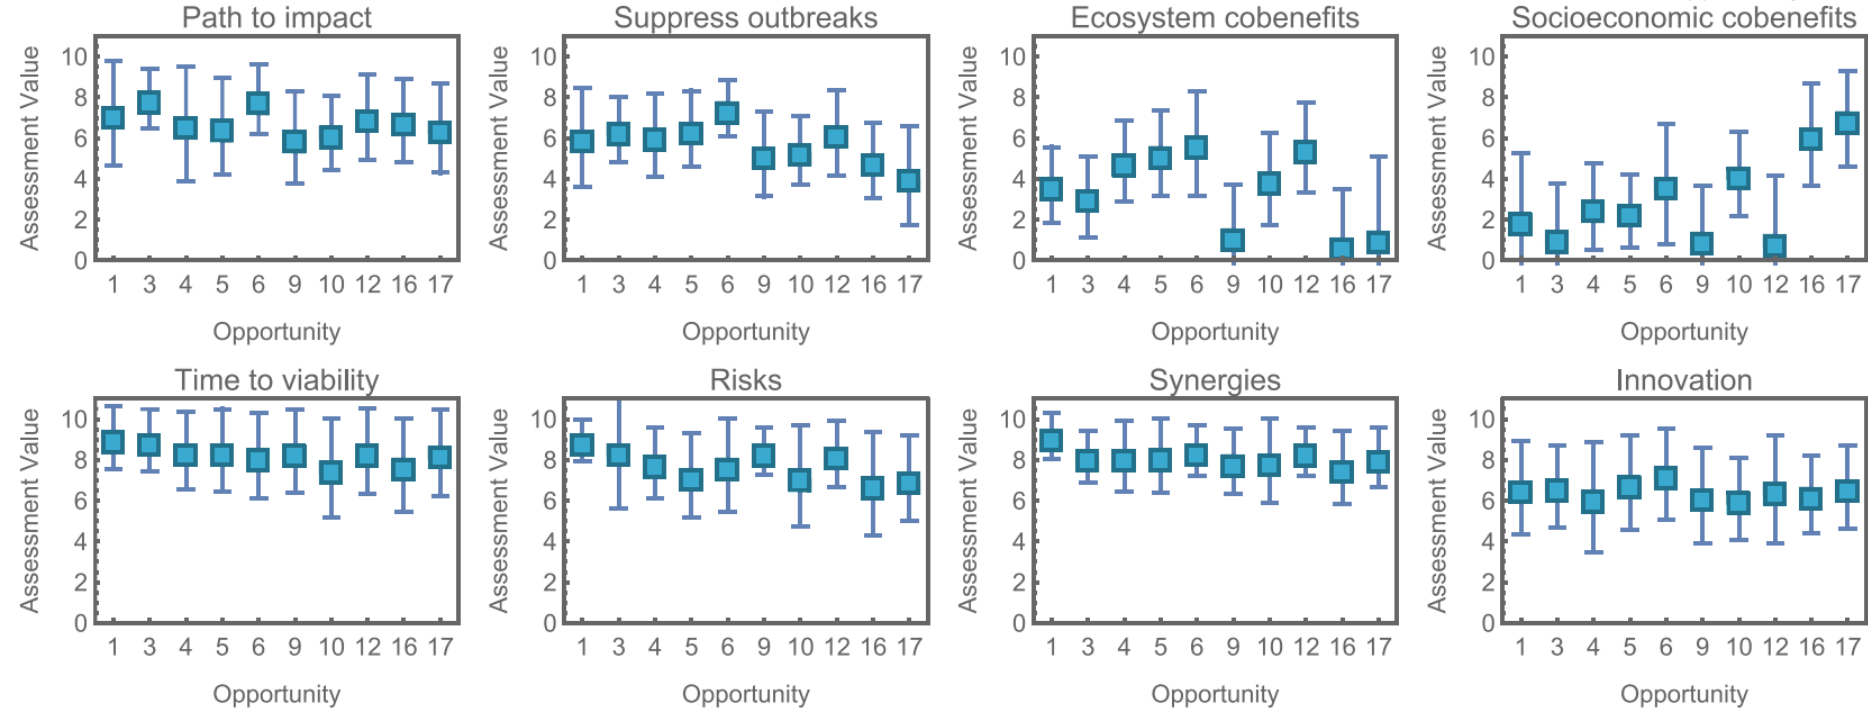 Path to impact
Assessment Value
10
8
6
4
2
0
1 3 4 5 6 9 10 12 16 17
Opportunity
Suppress outbreaks
Assessment Value
10
8
6
4
2
0
1 3 4 5 6 9 10 12 16 17
Opportunity
Ecosystem cobenefits
Assessment Value
10
8
6
4
2
0
1 3 4 5 6 9 10 12 16 17
Opportunity
Socioeconomic cobenefits
Assessment Value
10
8
6
4
2
0
1 3 4 5 6 9 10 12 16 17
Opportunity
Time to viability
Assessment Value
10
8
6
4
2
0
1 3 4 5 6 9 10 12 16 17
Opportunity
Risks
Assessment Value
10
8
6
4
2
0
1 3 4 5 6 9 10 12 16 17
Opportunity
Synergies
Assessment Value
10
8
6
4
2
0
1 3 4 5 6 9 10 12 16 17
Opportunity
Innovation
Assessment Value
10
8
6
4
2
0
1 3 4 5 6 9 10 12 16 17
Opportunity